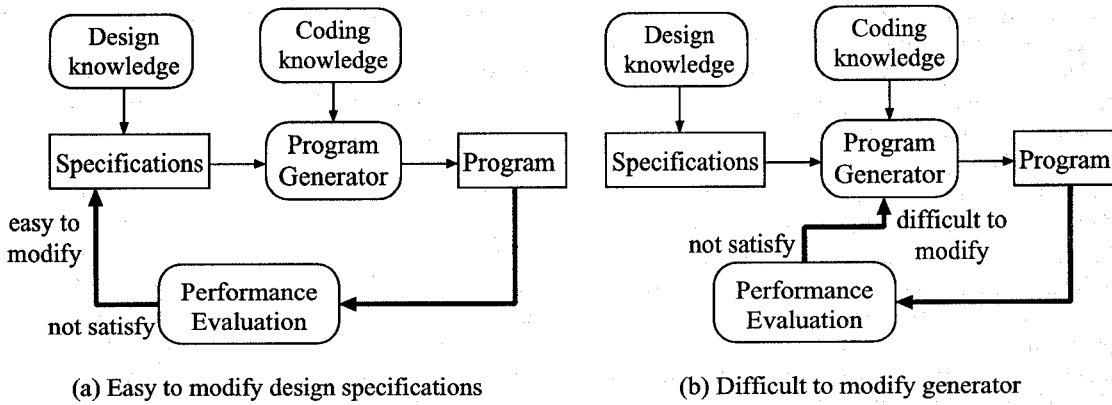 Design
knowledge
Coding
knowledge
Specifications
Program
Generator
Program
easy to
modify
not satisfy
Performance
Evaluation
(a) Easy to modify design specifications
Design
knowledge
Coding
knowledge
Specifications
Program
Generator
Program
not satisfy
difficult to
modify
Performance
Evaluation
(b) Difficult to modify generator